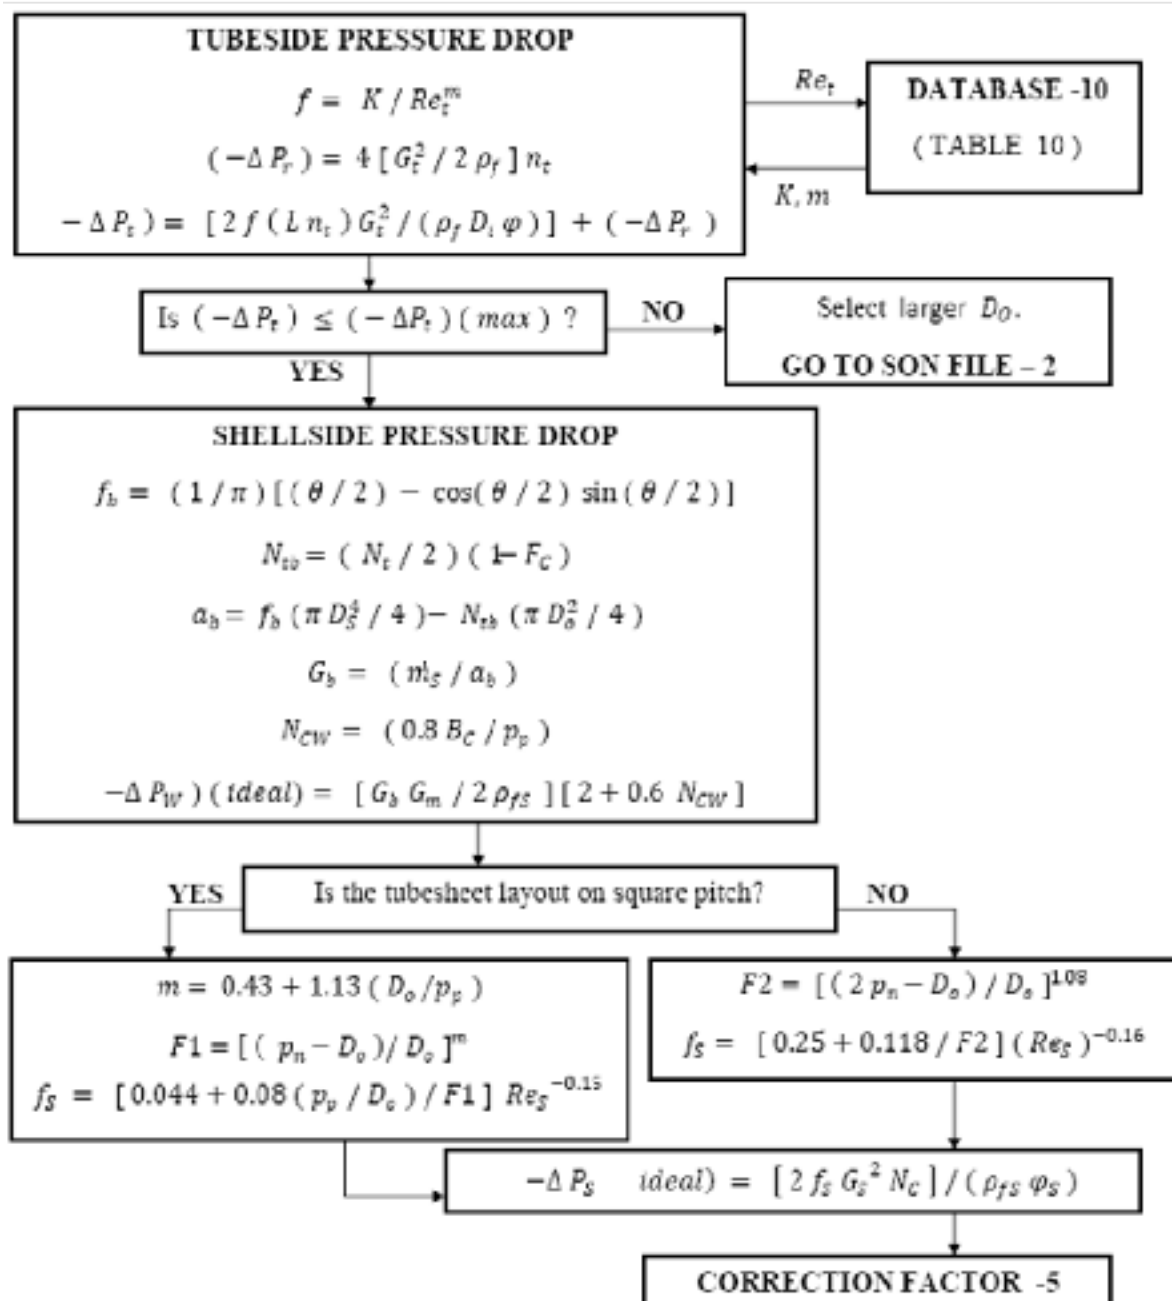 TUBESIDE PRESSURE DROP
f = K / Re_t^m
(−Δ P_r) = 4 [ G_t^2 / 2 ρ_f ] n_t
− Δ P_t ) = [ 2 f ( L n_t ) G_t^2 / ( ρ_f D_i φ )] + (−Δ P_r )
Re_t
K, m
DATABASE -10
( TABLE 10 )
Is (−Δ P_t ) ≤ (− ΔP_t ) ( max ) ?
NO
Select larger D_O.
GO TO SON FILE – 2
YES
SHELLSIDE PRESSURE DROP
f_b = ( 1 / π ) [ ( θ / 2 ) − cos( θ / 2 ) sin ( θ / 2 ) ]
N_tb = ( N_t / 2 ) ( 1− F_C )
a_b = f_b ( π D_S^4 / 4 ) − N_tb ( π D_o^2 / 4 )
G_b = ( ṁ_S / a_b )
N_CW = ( 0.8 B_C / p_p )
−Δ P_W ) ( ideal) = [ G_b G_m / 2 ρ_fS ] [ 2 + 0.6 N_CW ]
Is the tubesheet layout on square pitch?
YES
NO
m = 0.43 + 1.13 ( D_o/p_p )
F1 = [( p_n − D_o )/ D_o ]^m
f_S = [ 0.044 + 0.08 ( p_p / D_o ) / F1 ] Re_S^−0.15
F2 = [ ( 2 p_n − D_o ) / D_o ]^1.08
f_S = [ 0.25 + 0.118 / F2 ] ( Re_S )^−0.16
−Δ P_S ideal) = [ 2 f_s G_s^2 N_C ] / ( ρ_fS φ_S )
CORRECTION FACTOR -5